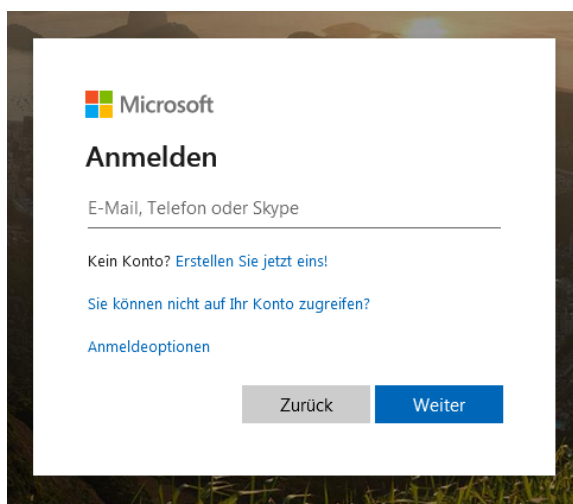 Microsoft
Anmelden
E-Mail, Telefon oder Skype
Kein Konto? Erstellen Sie jetzt eins!
Sie können nicht auf Ihr Konto zugreifen?
Anmeldeoptionen
Zurück Weiter